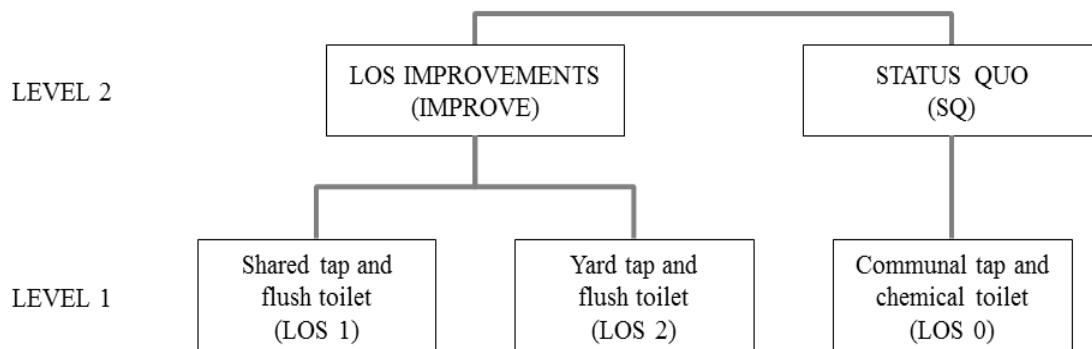 LEVEL 2
LOS IMPROVEMENTS
(IMPROVE)
STATUS QUO
(SQ)
LEVEL 1
Shared tap and
flush toilet
(LOS 1)
Yard tap and
flush toilet
(LOS 2)
Communal tap and
chemical toilet
(LOS 0)